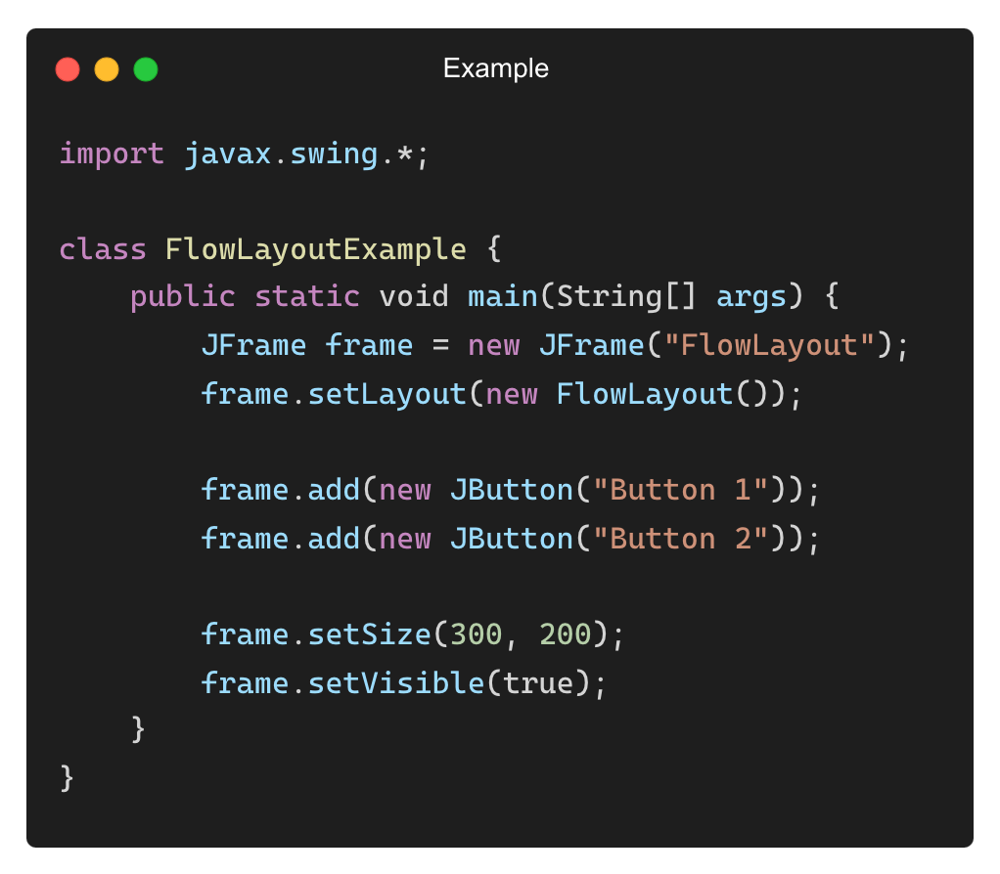 Example
import javax.swing.*;
class FlowLayoutExample {
    public static void main(String[] args) {
        JFrame frame = new JFrame("FlowLayout");
        frame.setLayout(new FlowLayout());
        frame.add(new JButton("Button 1"));
        frame.add(new JButton("Button 2"));
        frame.setSize(300, 200);
        frame.setVisible(true);
    }
}